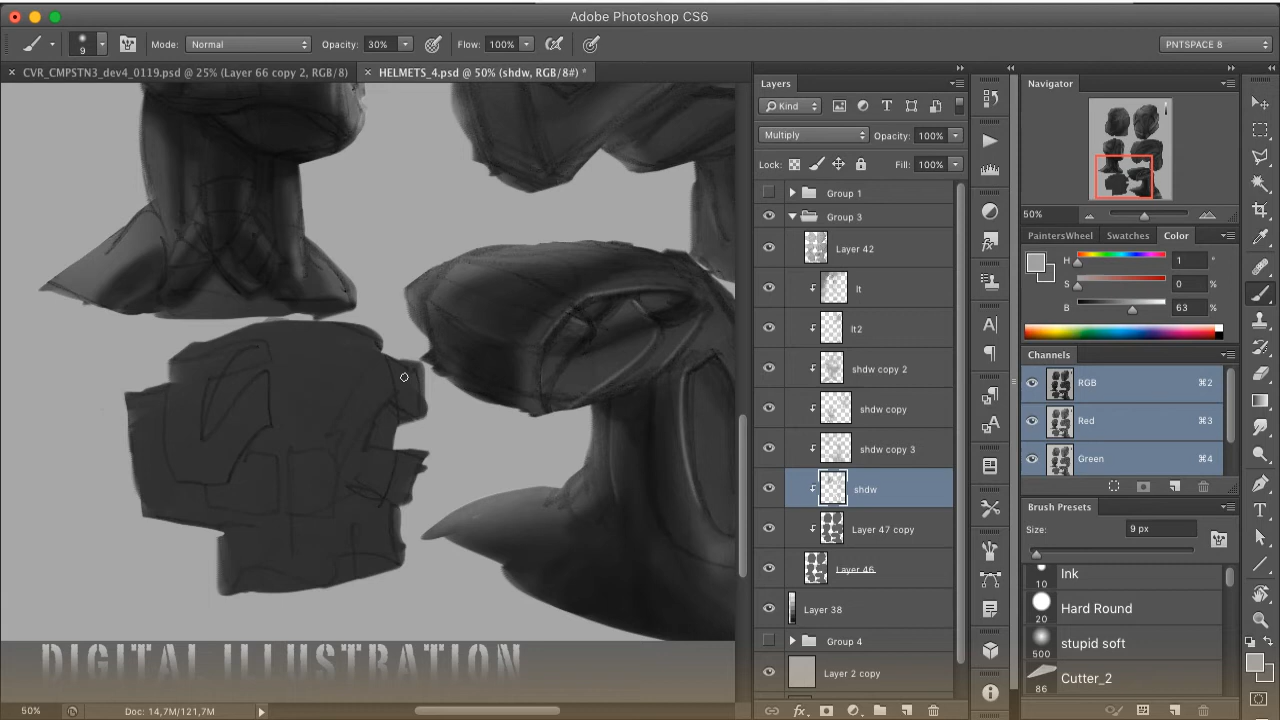 Adobe Photoshop CS6
9 Mode: Normal Opacity: 30% Flow: 100% PNTSPACE 8
CVR_CMPSTN3_dev4_0119.psd @ 25% (Layer 66 copy 2, RGB/8) HELMETS_4.psd @ 50% (shdw, RGB/8#) *
Layers
Kind
Multiply Opacity: 100%
Lock: Fill: 100%
Group 1
Group 3
Layer 42
lt
lt2
shdw copy 2
shdw copy
shdw copy 3
shdw
Layer 47 copy
Layer 46
Layer 38
Group 4
Layer 2 copy
fx
Navigator
50%
PaintersWheel Swatches Color
H 1 °
S 0 %
B 63 %
Channels
RGB ⌘2
Red ⌘3
Green ⌘4
Brush Presets
Size: 9 px
10 Ink
20 Hard Round
500 stupid soft
86 Cutter_2
DIGITAL ILLUSTRATION
50% Doc: 14,7M/121,7M